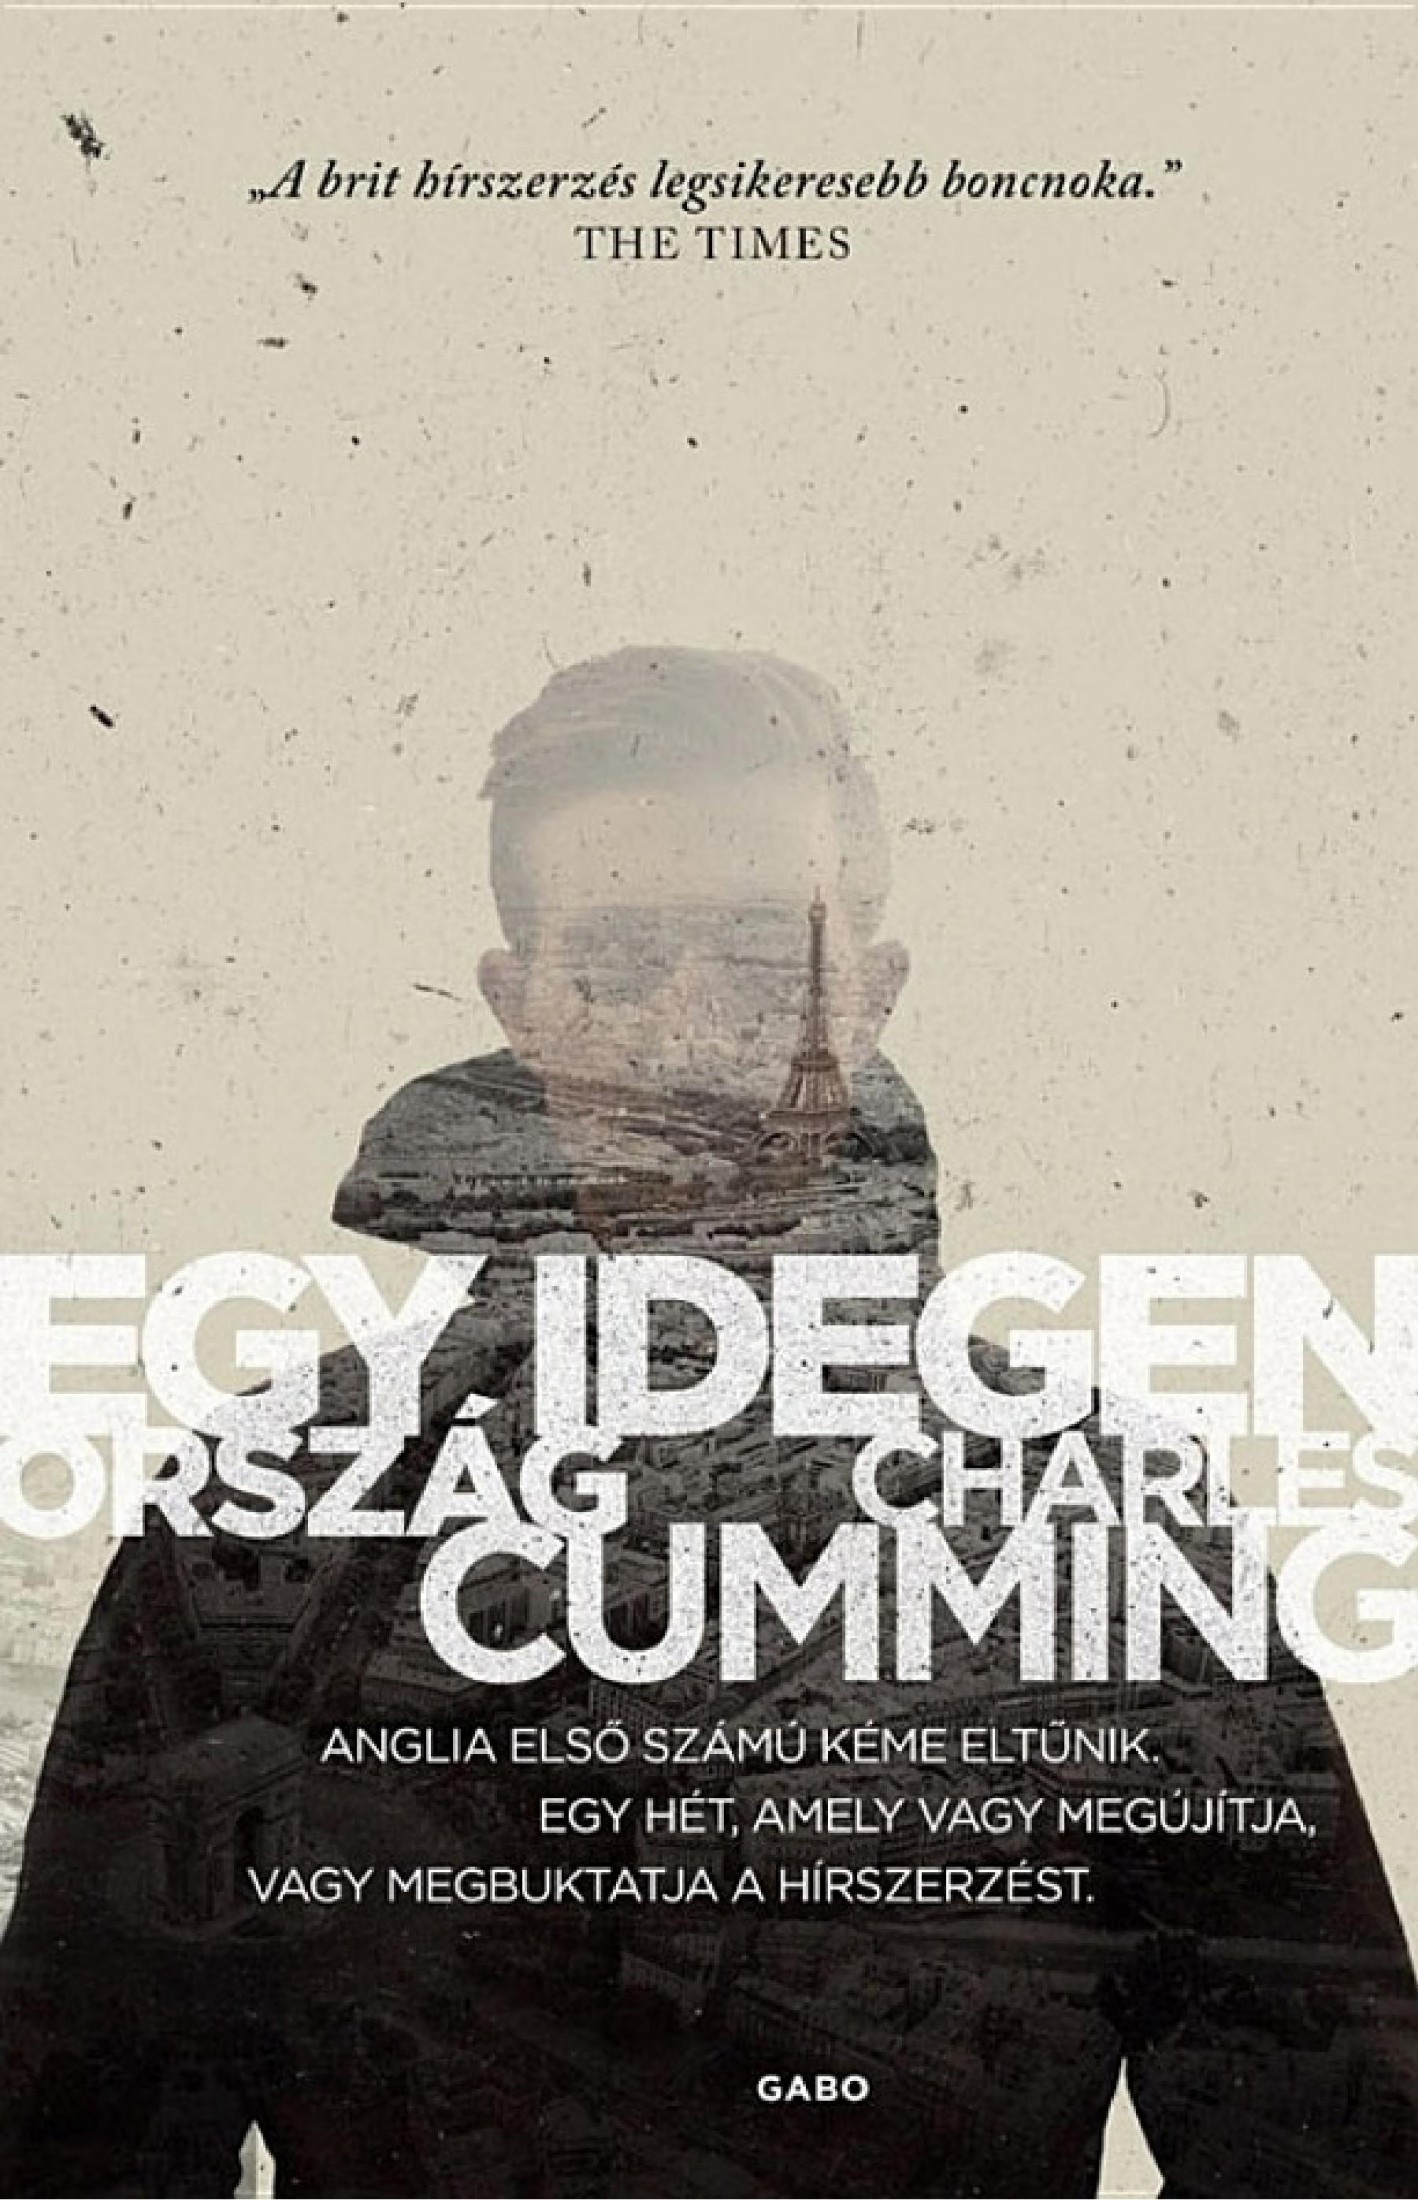 „A brit hírszerzés legsikeresebb boncnoka.”
THE TIMES
EGY IDEGEN
ORSZÁG CHARLES
CUMMING
ANGLIA ELSŐ SZÁMÚ KÉME ELTŰNIK.
EGY HÉT, AMELY VAGY MEGÚJÍTJA,
VAGY MEGBUKTATJA A HÍRSZERZÉST.
GABO